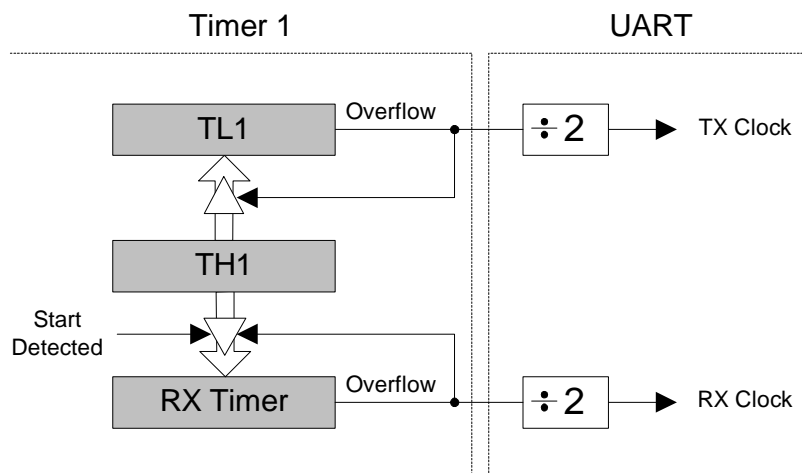 Timer 1
UART
TL1
Overflow
÷2
TX Clock
TH1
Start
Detected
RX Timer
Overflow
÷2
RX Clock